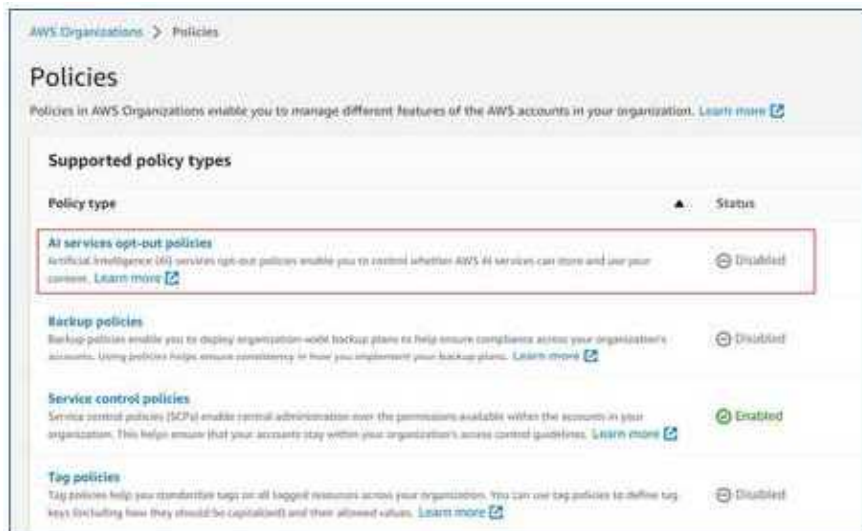 AWS Organizations > Policies
Policies
Policies in AWS Organizations enable you to manage different features of the AWS accounts in your organization. Learn more
Supported policy types
Policy type ▲ Status
AI services opt-out policies
Artificial Intelligence (AI) services opt-out policies enable you to control whether AWS AI services can store and use your
content. Learn more
Disabled
Backup policies
Backup policies enable you to deploy organization-wide backup plans to help ensure compliance across your organization's
accounts. Using policies helps ensure consistency in how you implement your backup plans. Learn more
Disabled
Service control policies
Service control policies (SCPs) enable central administration over the permissions available within the accounts in your
organization. This helps ensure that your accounts stay within your organization's access control guidelines. Learn more
Enabled
Tag policies
Tag policies help you standardize tags on all tagged resources across your organization. You can use tag policies to define tag
keys (including how they should be capitalized) and their allowed values. Learn more
Disabled